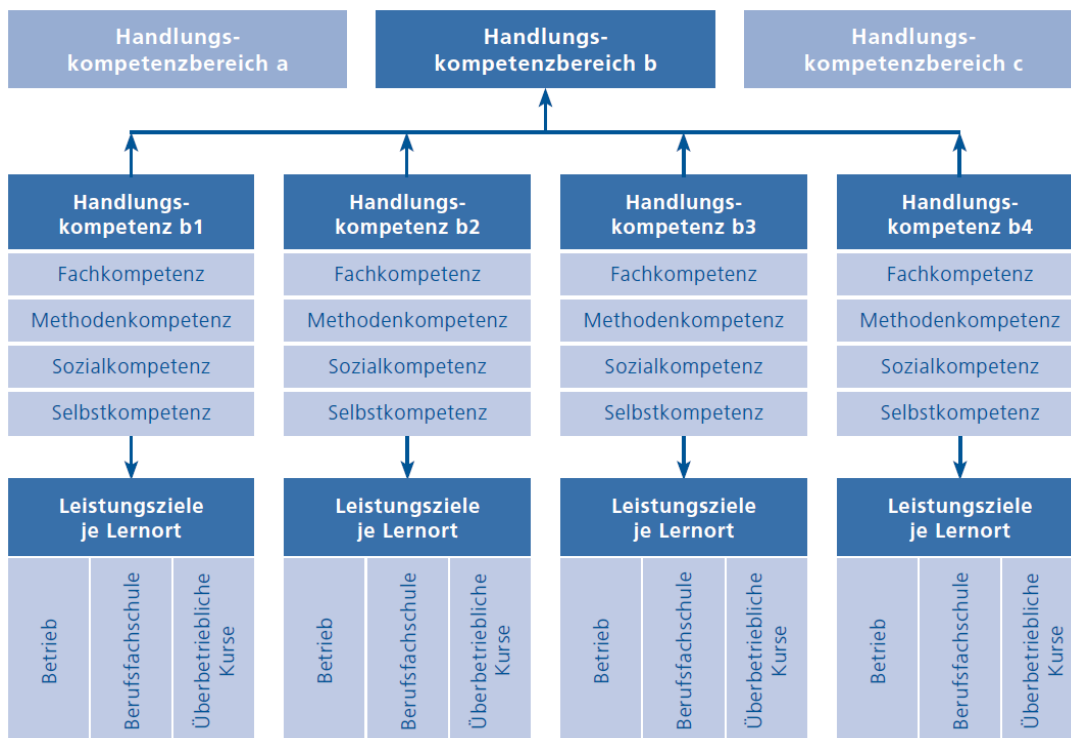 Handlungs-
kompetenzbereich a
Handlungs-
kompetenzbereich b
Handlungs-
kompetenzbereich c
Handlungs-
kompetenz b1
Fachkompetenz
Methodenkompetenz
Sozialkompetenz
Selbstkompetenz
Leistungsziele
je Lernort
Betrieb
Berufsfachschule
Überbetriebliche
Kurse
Handlungs-
kompetenz b2
Fachkompetenz
Methodenkompetenz
Sozialkompetenz
Selbstkompetenz
Leistungsziele
je Lernort
Betrieb
Berufsfachschule
Überbetriebliche
Kurse
Handlungs-
kompetenz b3
Fachkompetenz
Methodenkompetenz
Sozialkompetenz
Selbstkompetenz
Leistungsziele
je Lernort
Betrieb
Berufsfachschule
Überbetriebliche
Kurse
Handlungs-
kompetenz b4
Fachkompetenz
Methodenkompetenz
Sozialkompetenz
Selbstkompetenz
Leistungsziele
je Lernort
Betrieb
Berufsfachschule
Überbetriebliche
Kurse